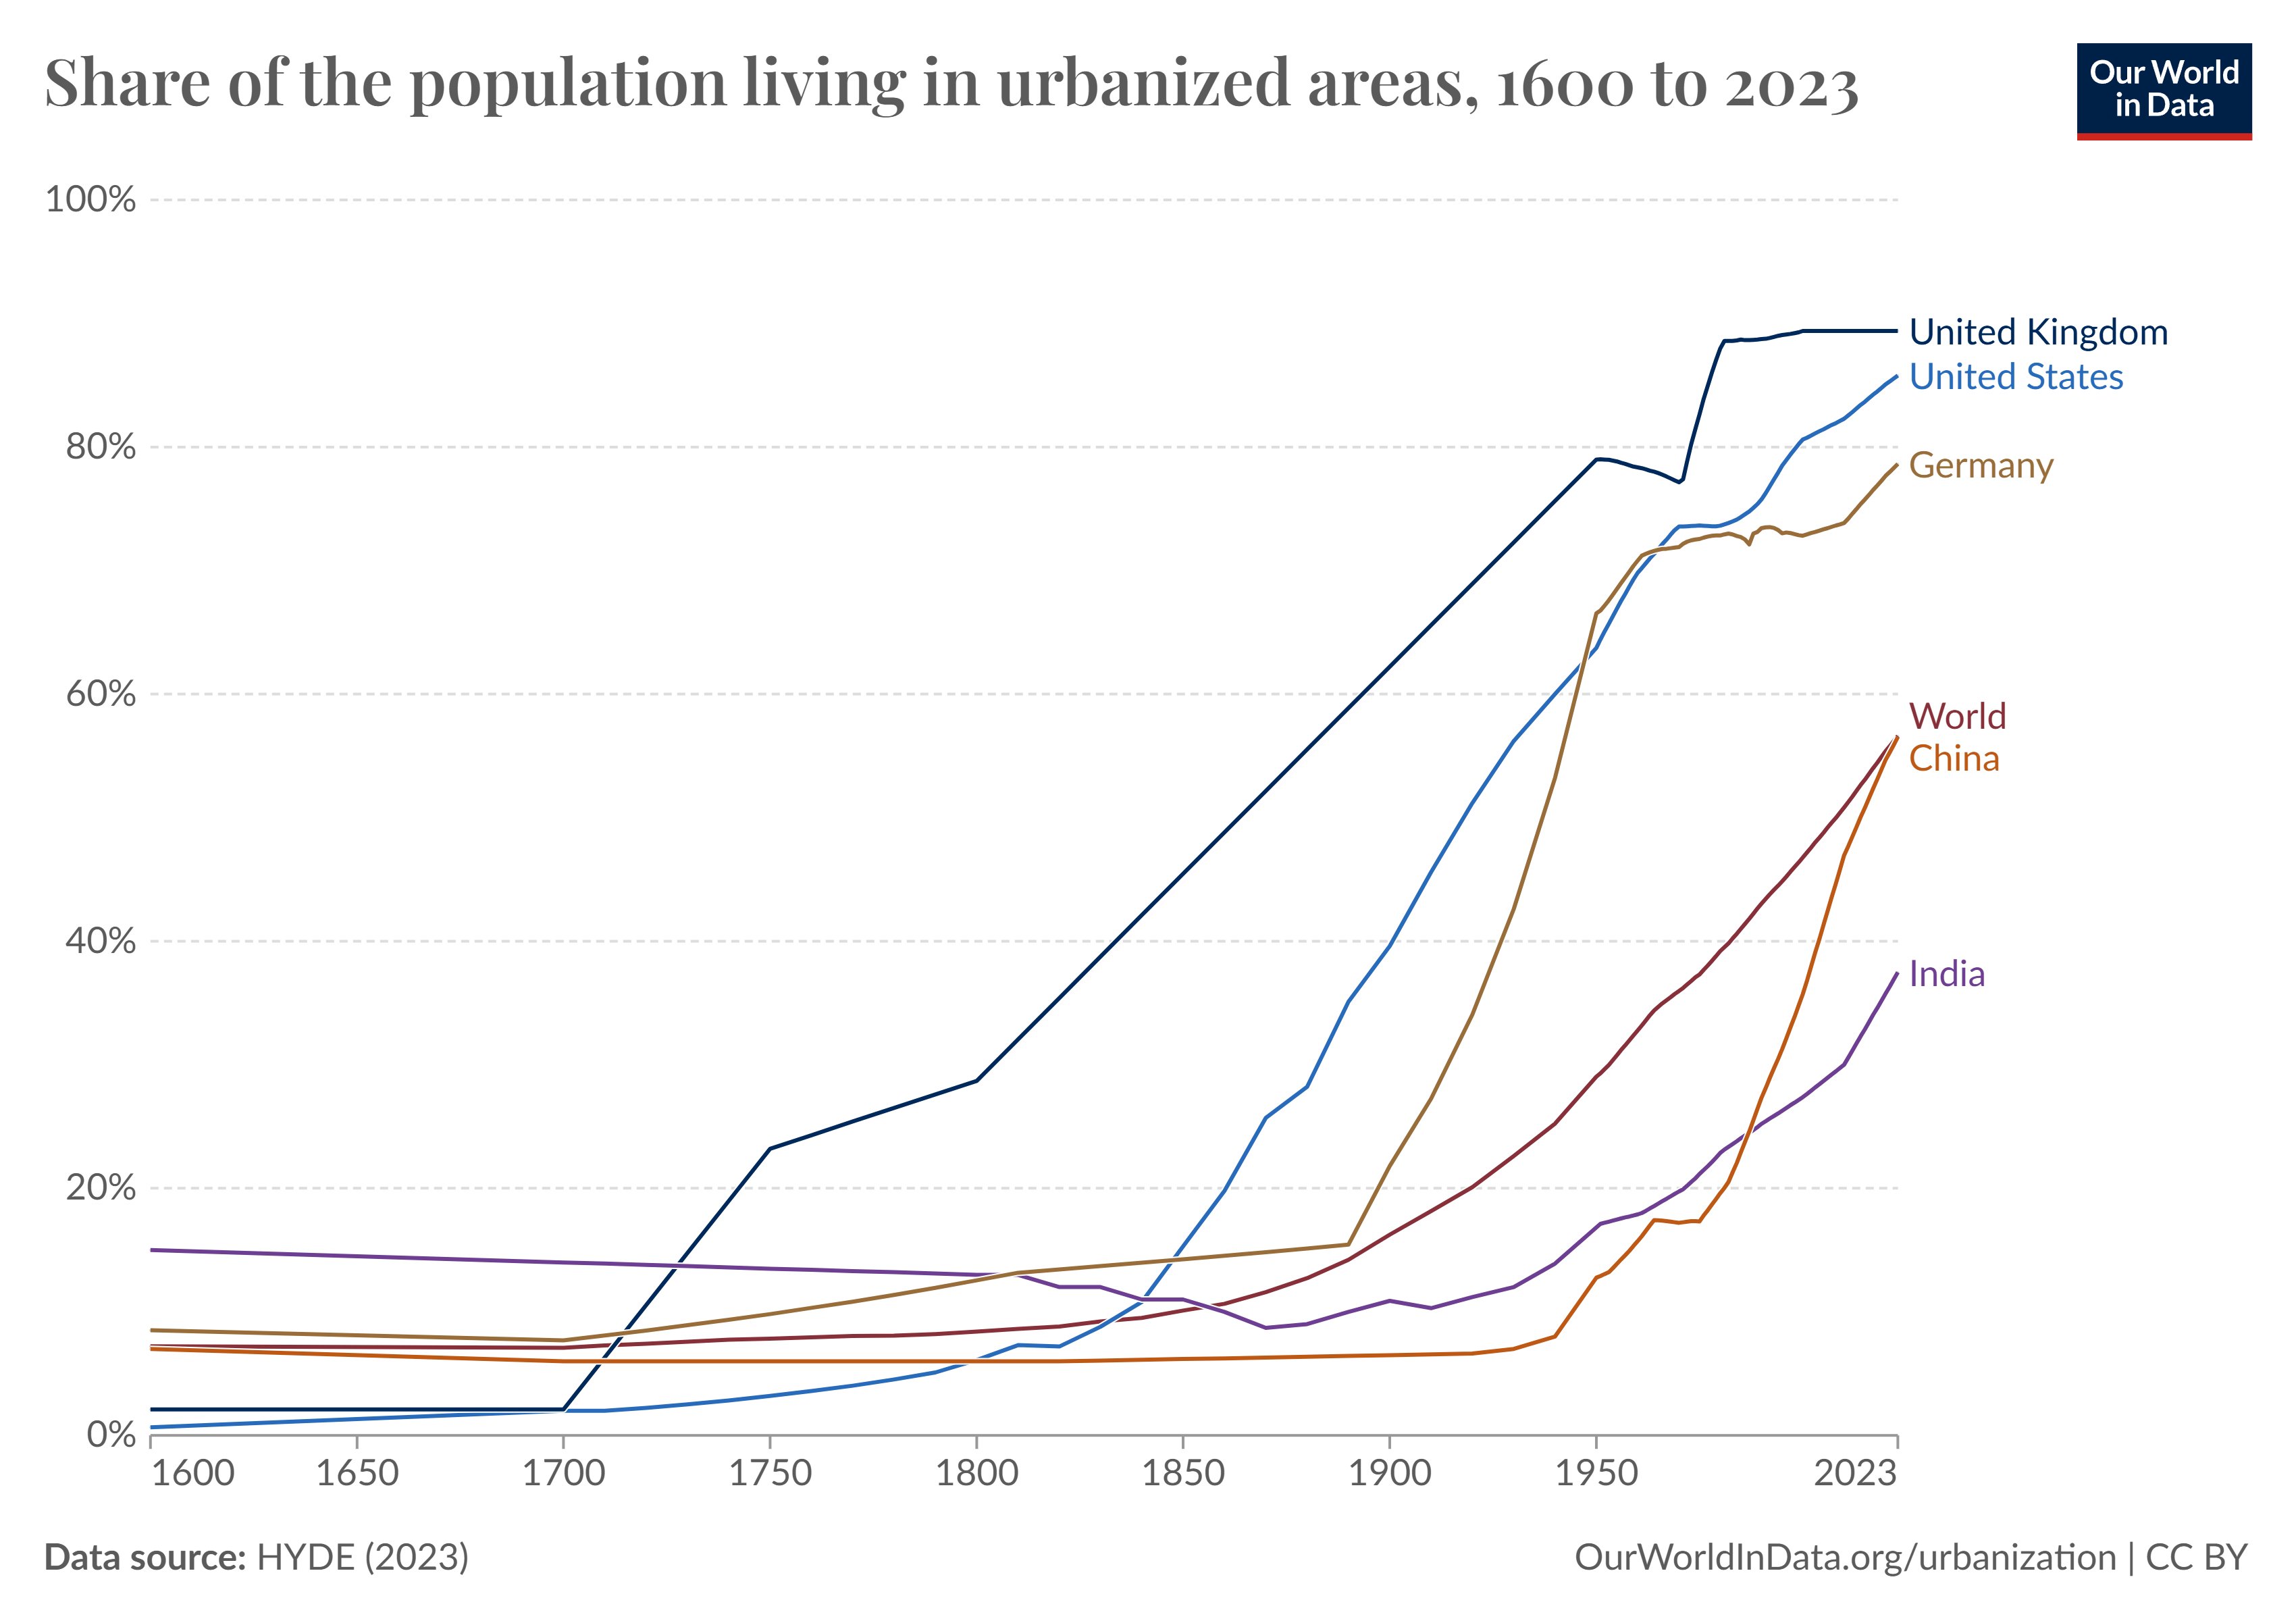 Share of the population living in urbanized areas, 1600 to 2023
Our World
in Data
100%
80%
60%
40%
20%
0%
United Kingdom
United States
Germany
World
China
India
1600 1650 1700 1750 1800 1850 1900 1950 2023
Data source: HYDE (2023)
OurWorldInData.org/urbanization | CC BY